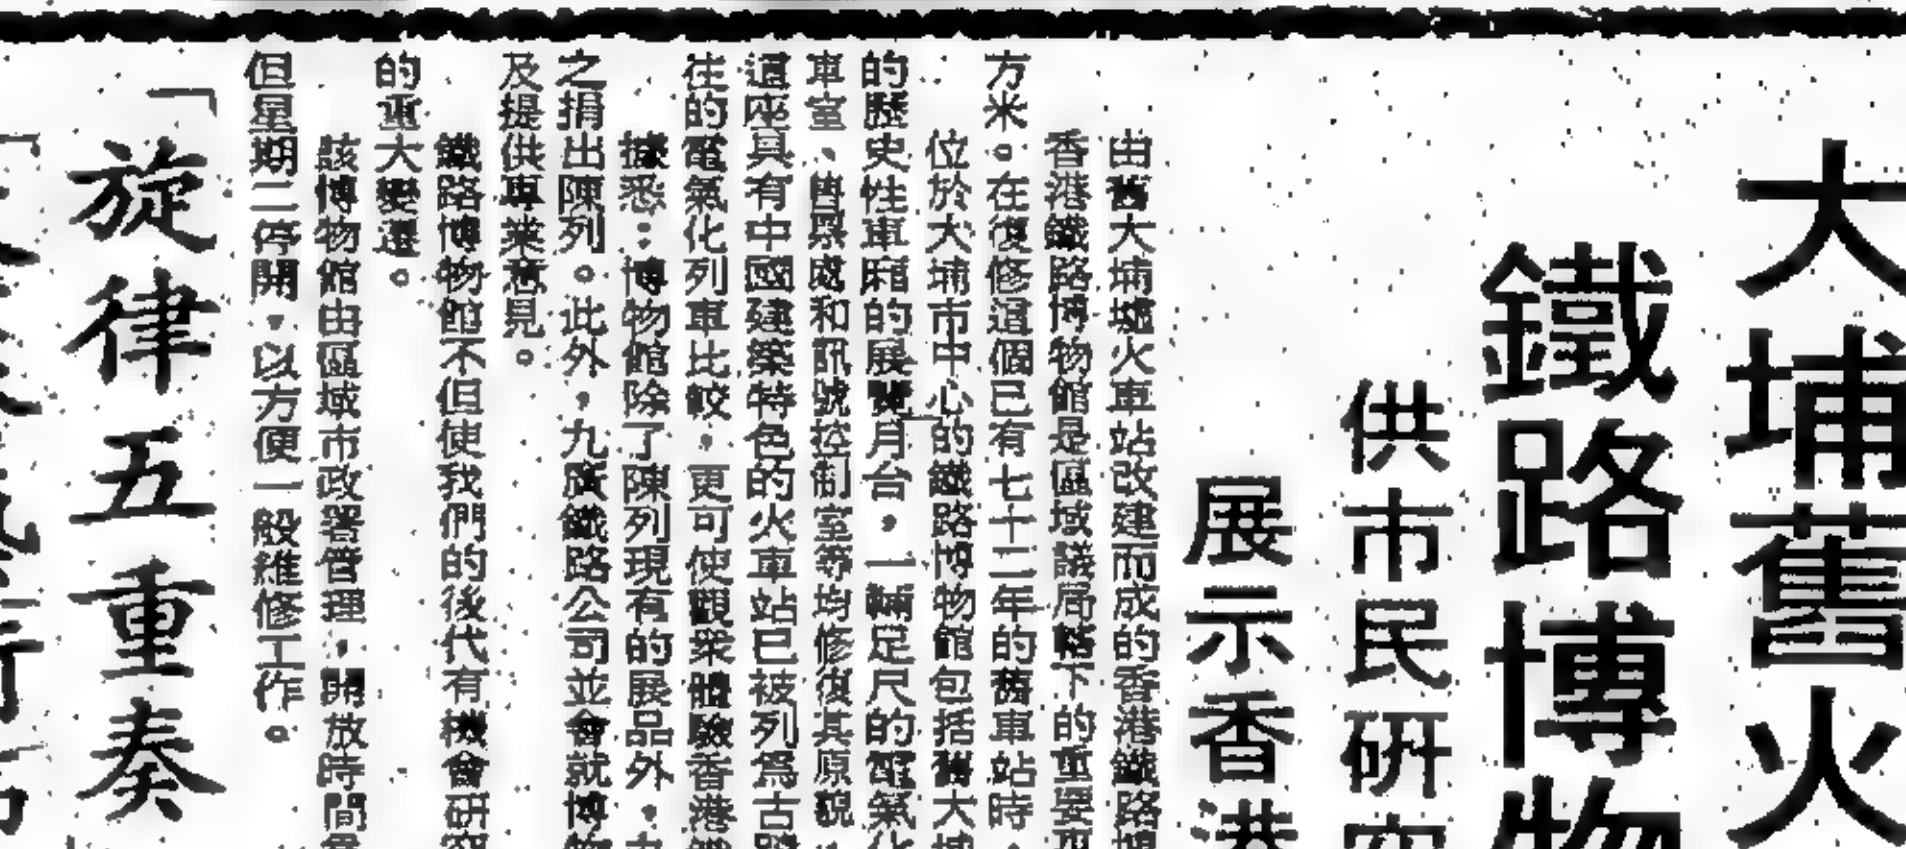 大埔舊火
鐵路博物
供市民研究
展示香港
由舊大埔墟火車站改建而成的香港鐵路博
香港鐵路博物館是區域議局轄下的重要
方米。在復修這個已有七十二年的舊車站時，
位於大埔市中心的鐵路博物館包括舊大埔
的歷史性車廂的展覽月台，一輛足尺的電氣化
車室、售票處和訊號控制室等均修復其原貌，
這座具有中國建築特色的火車站已被列為古蹟
往的電氣化列車比較，更可使觀眾體驗香港鐵
據悉：博物館除了陳列現有的展品外，九
之捐出陳列。此外，九廣鐵路公司並會就博物
及提供專業意見。
鐵路博物館不但使我們的後代有機會研究
的重大變遷。
該博物館由區域市政署管理，開放時間
但星期二停開，以方便一般維修工作。
「旋律五重奏